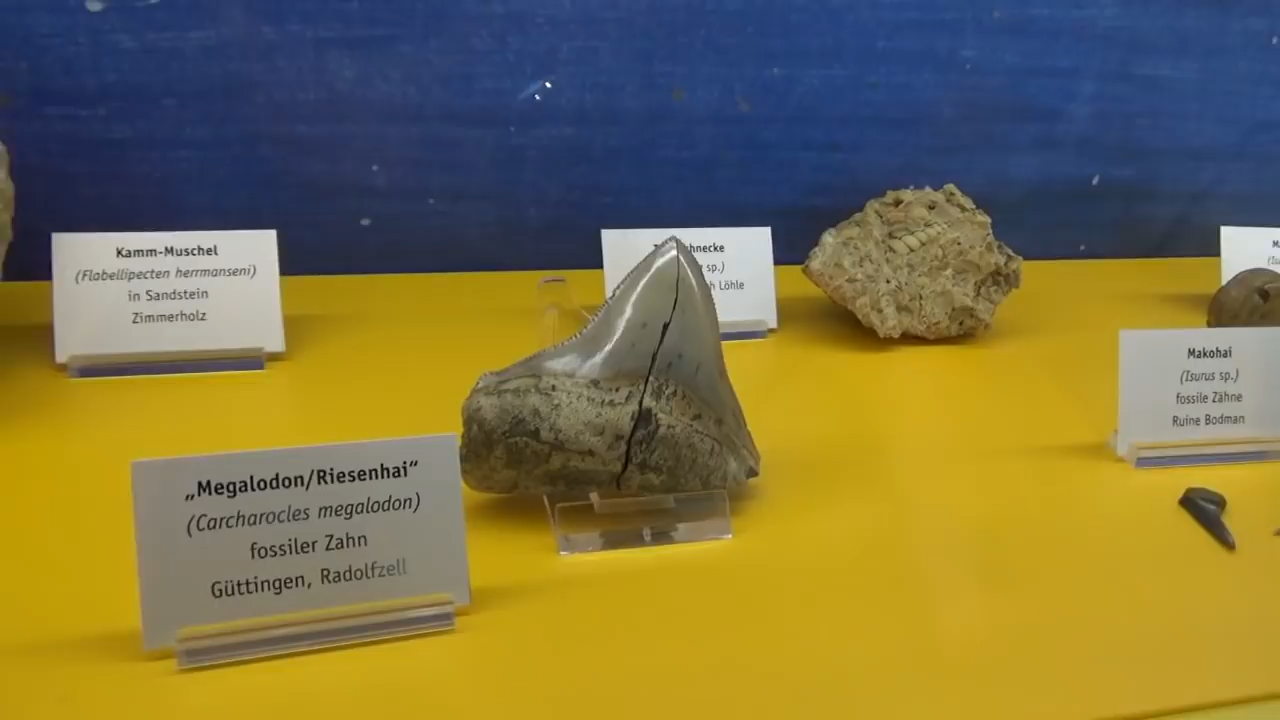 Kamm-Muschel
(Flabellipecten herrmanseni)
in Sandstein
Zimmerholz
sp.)
Löhle
Makohai
(Isurus sp.)
fossile Zähne
Ruine Bodman
„Megalodon/Riesenhai“
(Carcharocles megalodon)
fossiler Zahn
Güttingen, Radolfzell